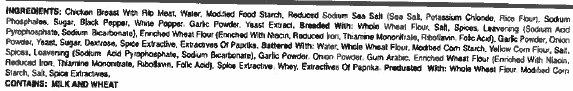 INGREDIENTS: Chicken Breast With Rib Meat, Water, Modified Food Starch, Reduced Sodium Sea Salt (Sea Salt, Potassium Chloride, Rice Flour), Sodium
Phosphates, Sugar, Black Pepper, White Pepper, Garlic Powder, Yeast Extract. Breaded With: Whole Wheat Flour, Salt, Spices, Leavening (Sodium Acid
Pyrophosphate, Sodium Bicarbonate), Enriched Wheat Flour (Enriched With Niacin, Reduced Iron, Thiamine Mononitrate, Riboflavin, Folic Acid), Garlic Powder, Onion
Powder, Yeast, Sugar, Dextrose, Spice Extractive, Extractives Of Paprika. Battered With: Water, Whole Wheat Flour, Modified Corn Starch, Yellow Corn Flour, Salt,
Spices, Leavening (Sodium Acid Pyrophosphate, Sodium Bicarbonate), Garlic Powder, Onion Powder, Gum Arabic, Enriched Wheat Flour (Enriched With Niacin,
Reduced Iron, Thiamine Mononitrate, Riboflavin, Folic Acid), Spice Extractive, Whey, Extractives Of Paprika. Predusted With: Whole Wheat Flour, Modified Corn
Starch, Salt, Spice Extractives.
CONTAINS: MILK AND WHEAT